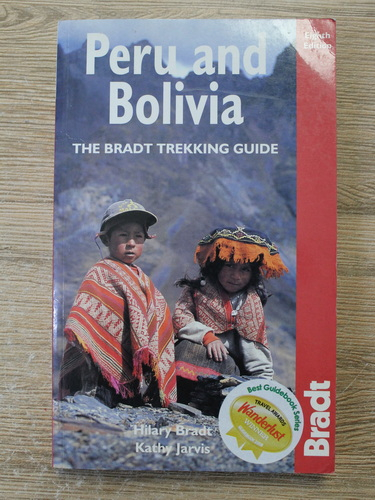 Eighth
Edition
Peru and
Bolivia
THE BRADT TREKKING GUIDE
Best Guidebook Series
TRAVEL AWARDS
Wanderlust
Hilary Bradt
Kathy Jarvis
Bradt